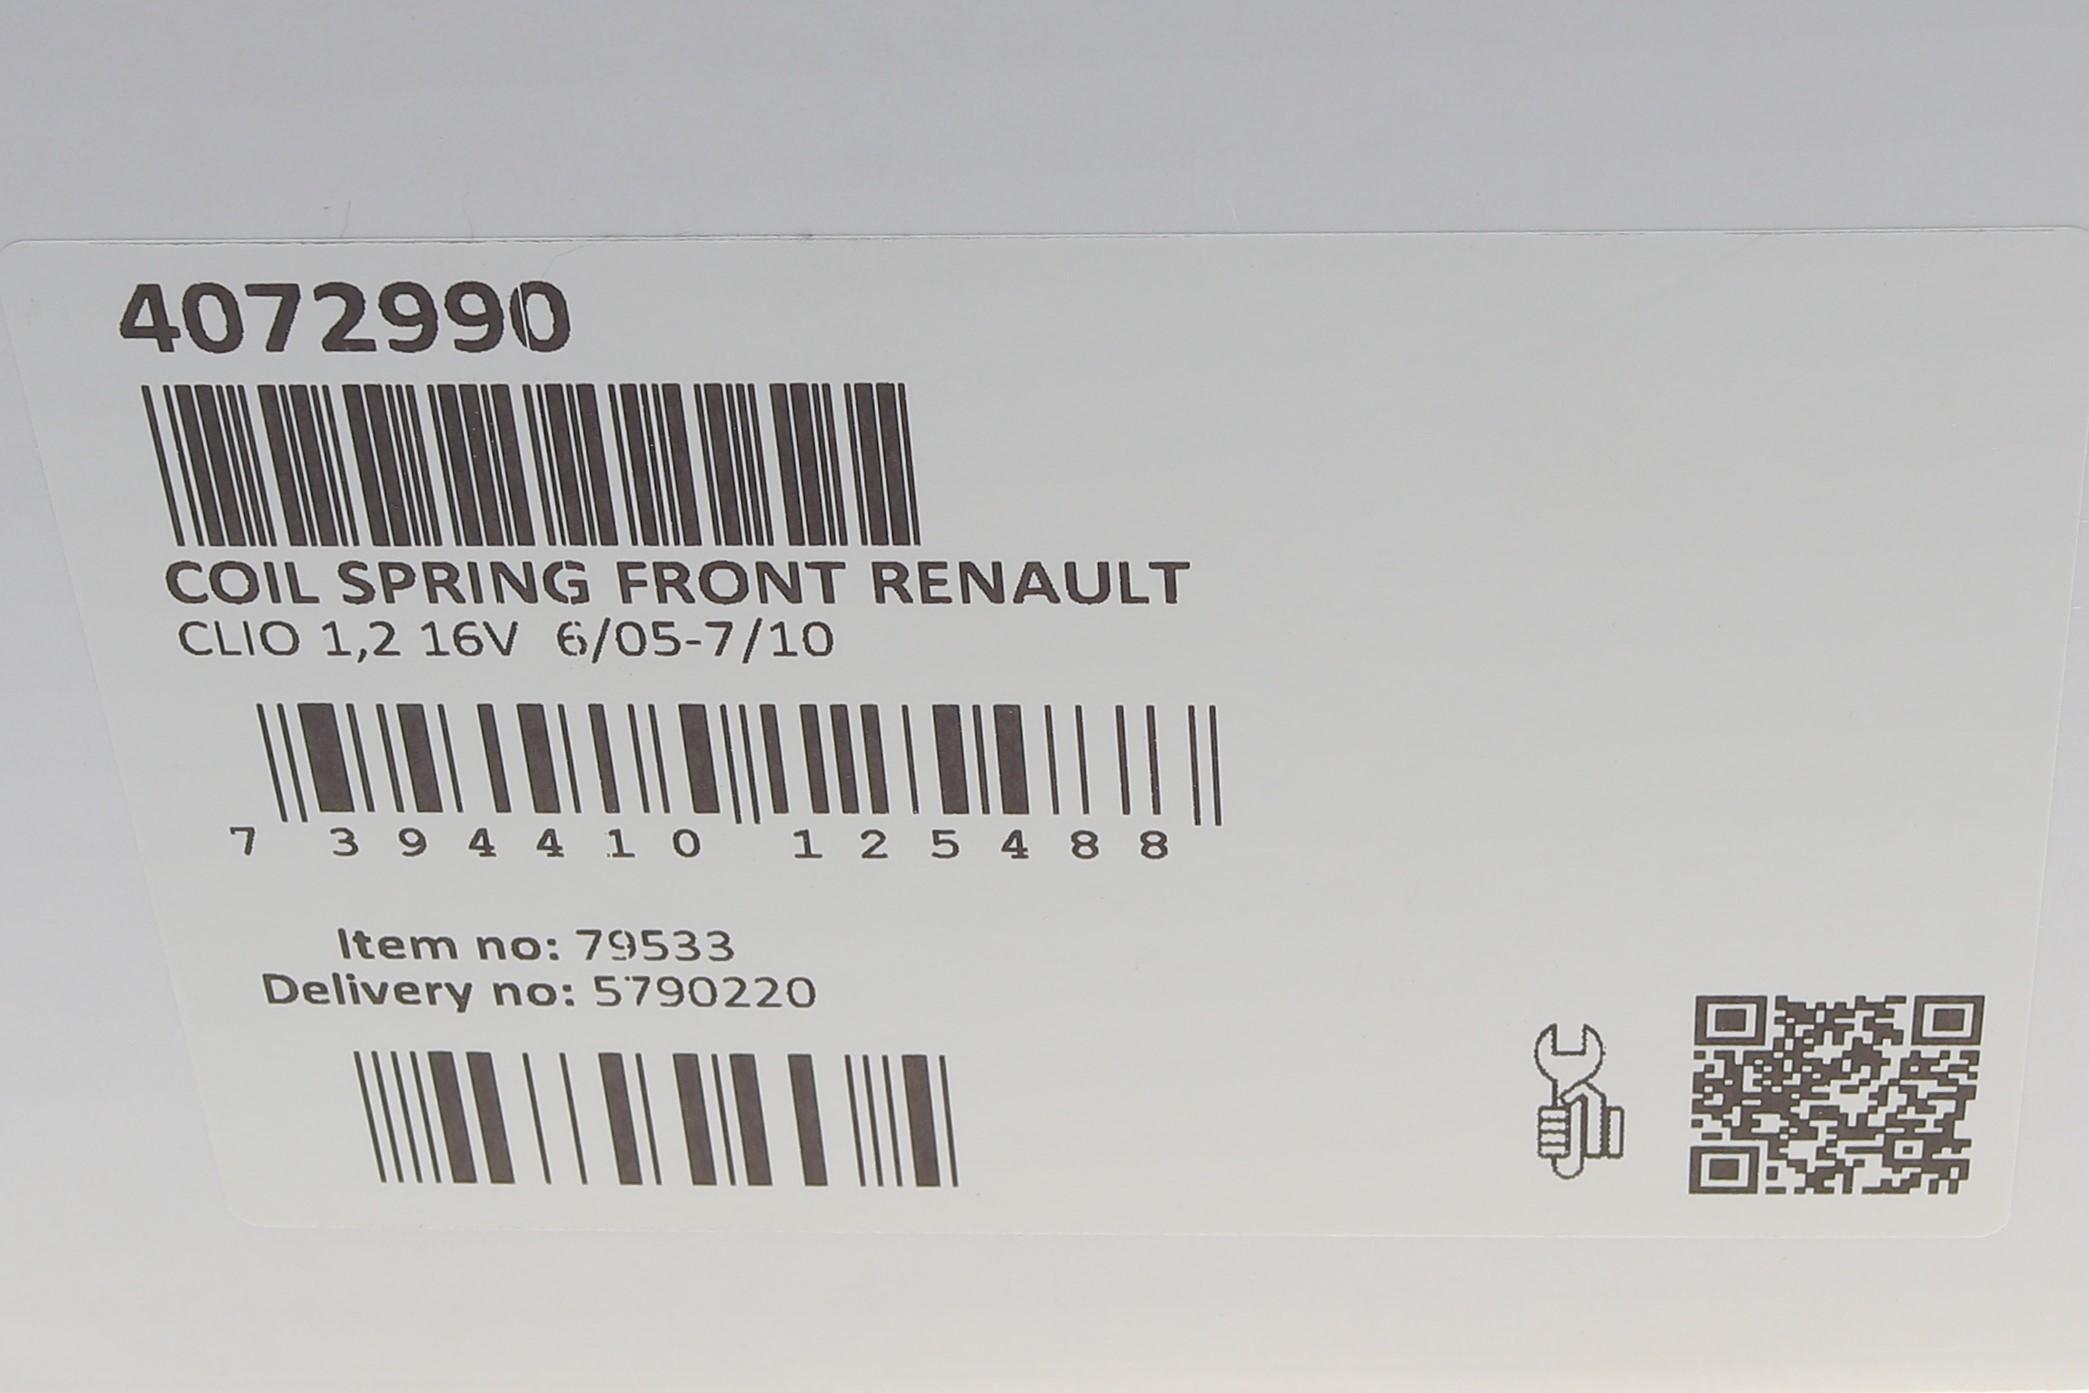 4072990
COIL SPRING FRONT RENAULT
CLIO 1,2 16V 6/05-7/10
7 394410 125488
Item no: 79533
Delivery no: 5790220